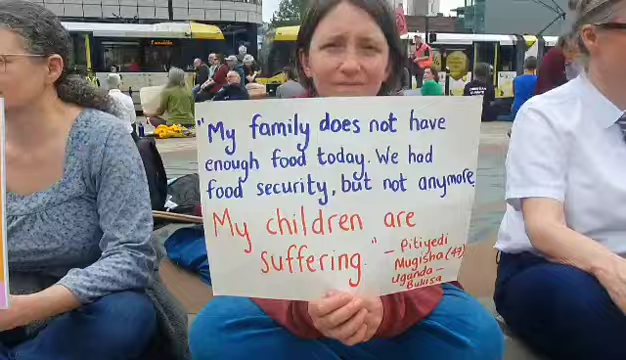 "My family does not have
enough food today. We had
food security, but not anymore.
My children are
suffering."
- Pitiyedi
Mugisha (47)
Uganda -
Bulisa